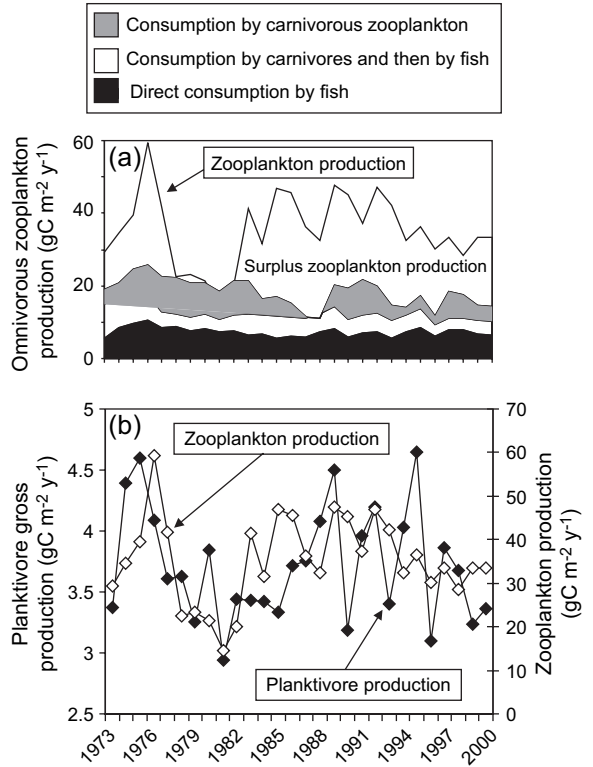 Consumption by carnivorous zooplankton
Consumption by carnivores and then by fish
Direct consumption by fish
(a)
Zooplankton production
Surplus zooplankton production
Omnivorous zooplankton
production (gC m-2 y-1)
60
40
20
0
(b)
Zooplankton production
Planktivore production
Planktivore gross
production (gC m-2 y-1)
5
4.5
4
3.5
3
2.5
70
60
50
40
30
20
10
0
Zooplankton production
(gC m-2 y-1)
1973
1976
1979
1982
1985
1988
1991
1994
1997
2000